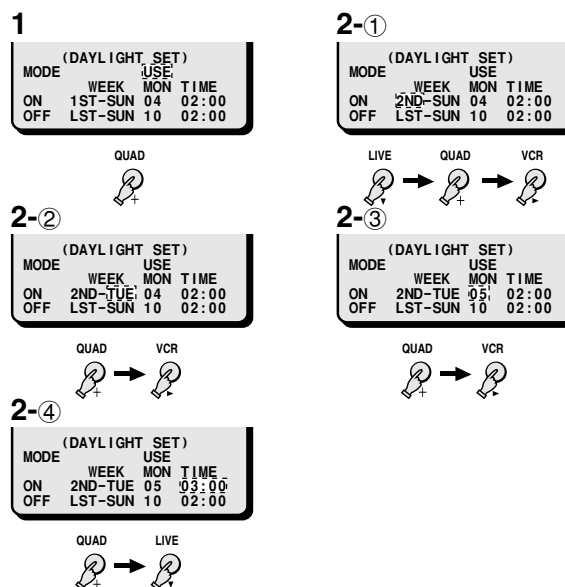 1
(DAYLIGHT SET)
MODE USE
WEEK MON TIME
ON 1ST-SUN 04 02:00
OFF LST-SUN 10 02:00
QUAD
+
2-①
(DAYLIGHT SET)
MODE USE
WEEK MON TIME
ON 2ND-SUN 04 02:00
OFF LST-SUN 10 02:00
LIVE QUAD VCR
+
2-②
(DAYLIGHT SET)
MODE USE
WEEK MON TIME
ON 2ND-TUE 04 02:00
OFF LST-SUN 10 02:00
QUAD VCR
+
2-③
(DAYLIGHT SET)
MODE USE
WEEK MON TIME
ON 2ND-TUE 05 02:00
OFF LST-SUN 10 02:00
QUAD VCR
+
2-④
(DAYLIGHT SET)
MODE USE
WEEK MON TIME
ON 2ND-TUE 05 03:00
OFF LST-SUN 10 02:00
QUAD LIVE
+